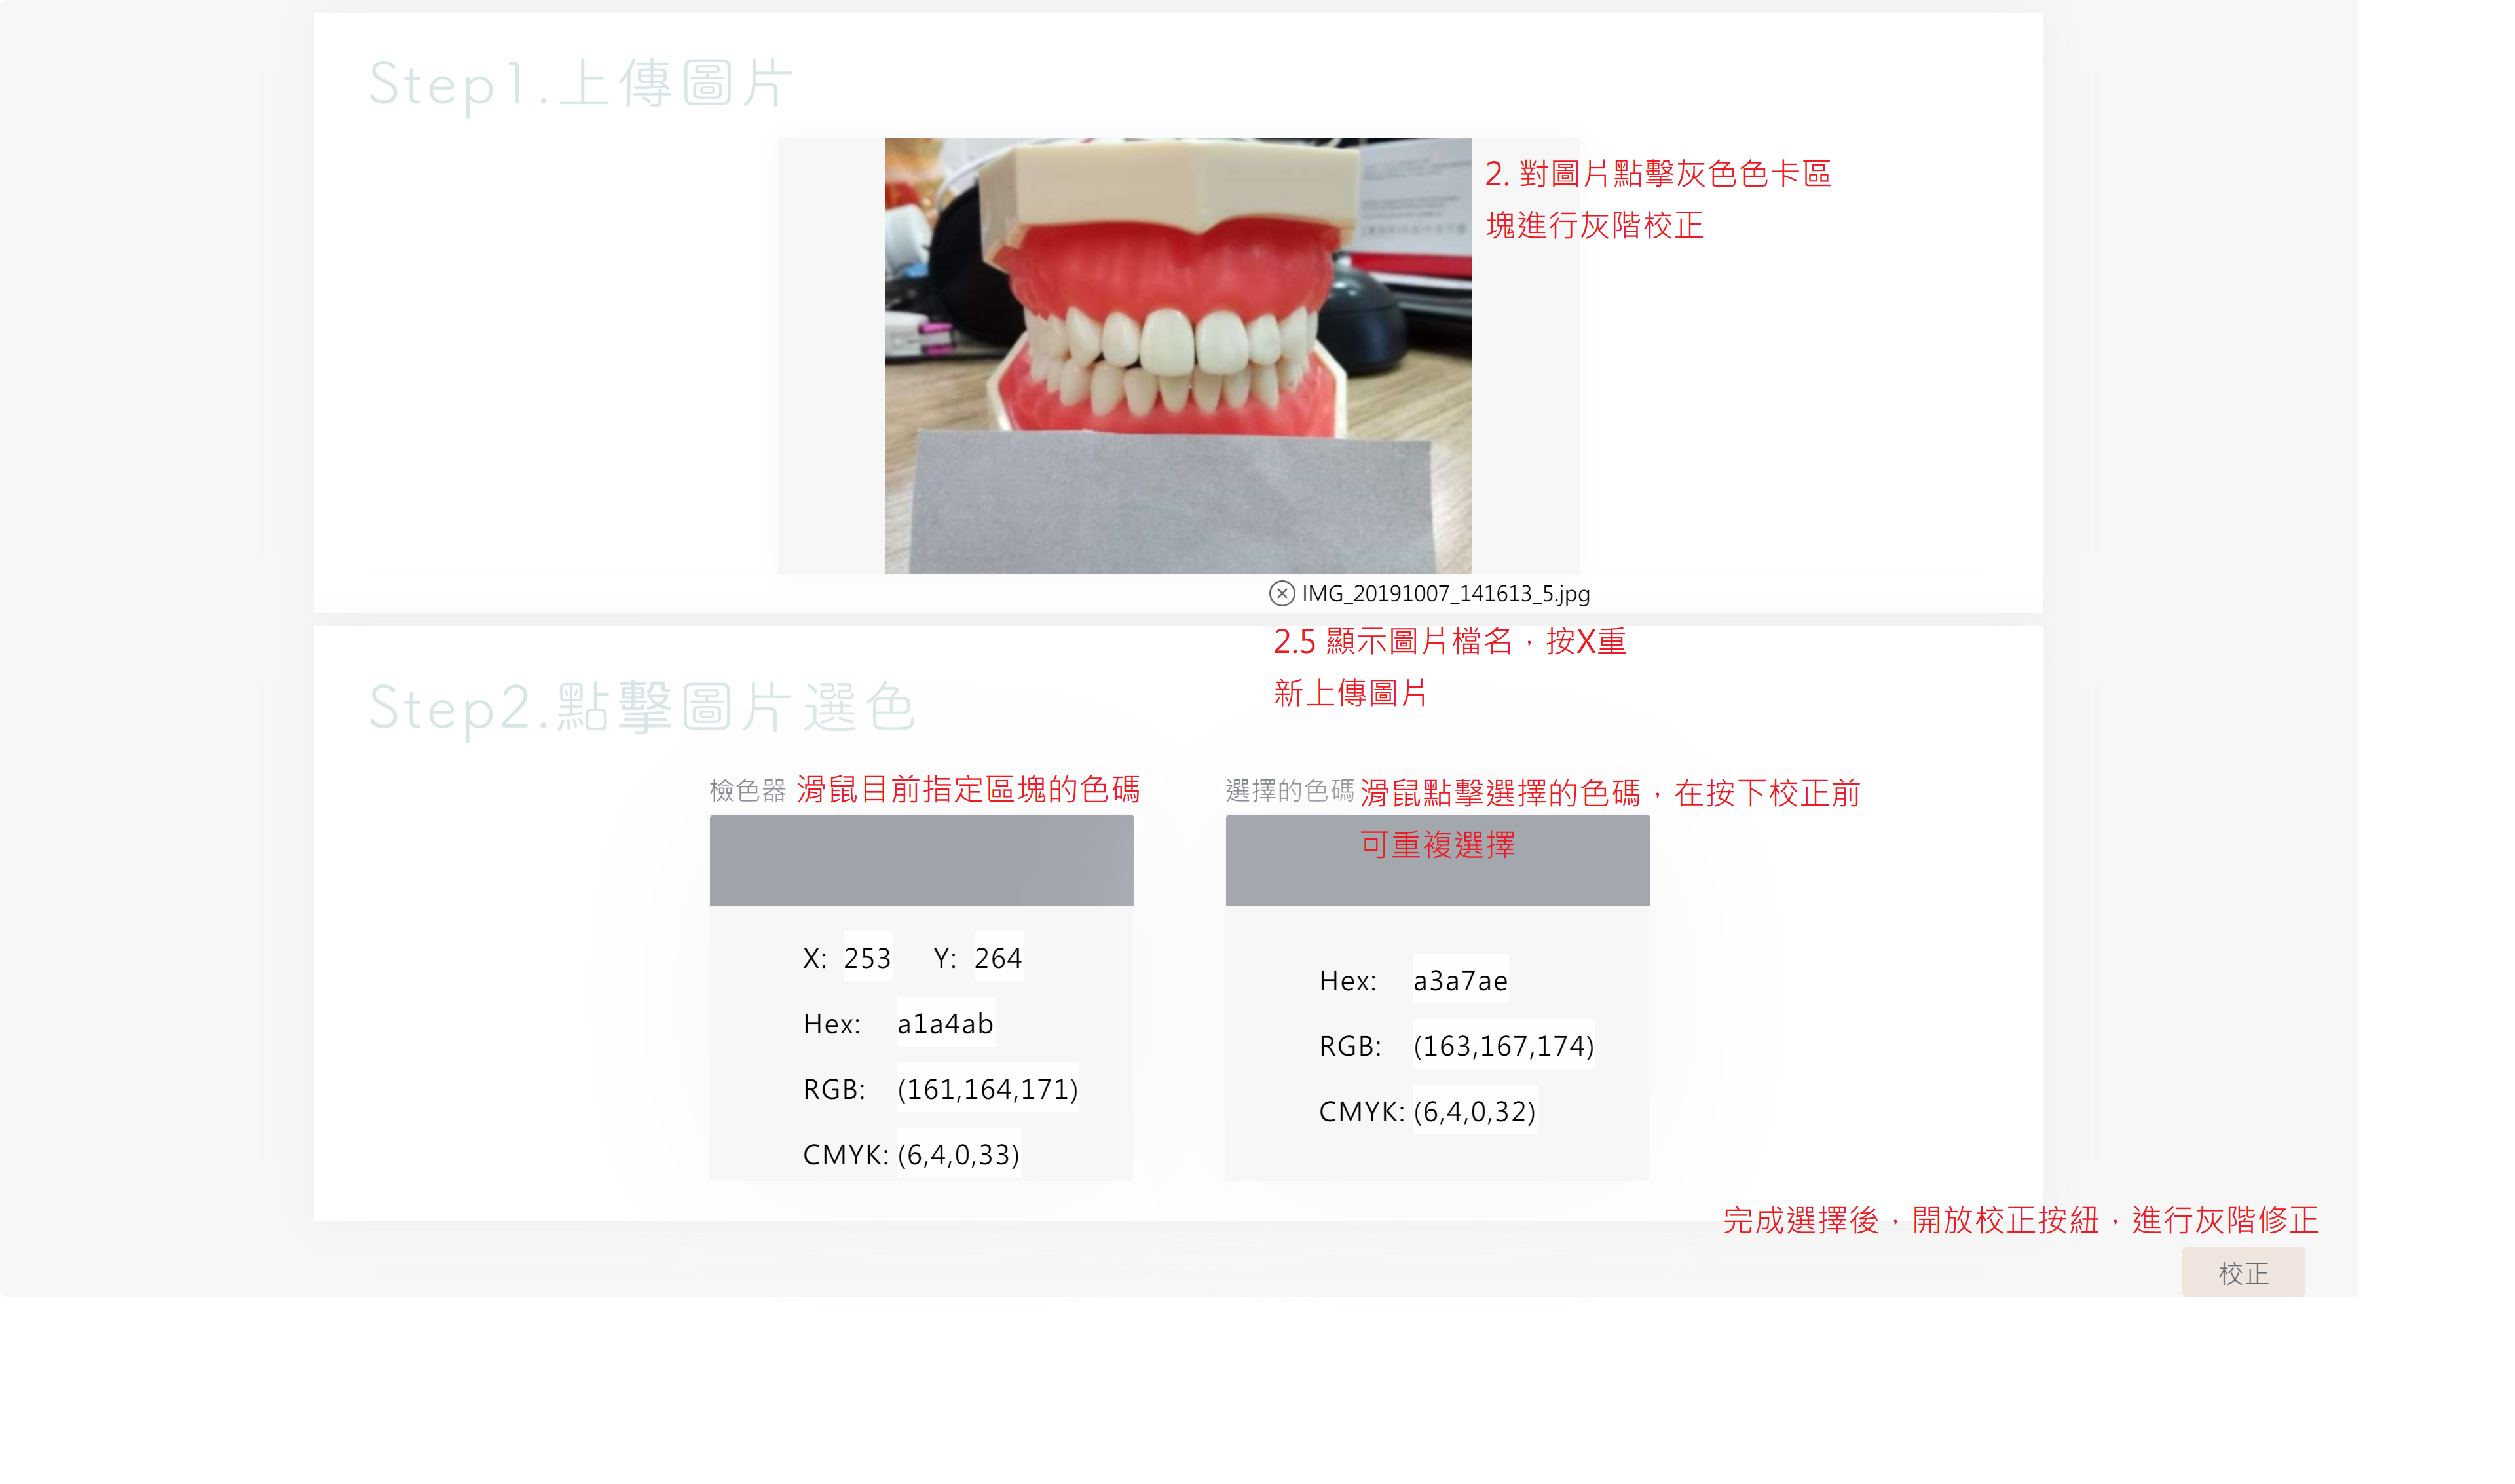 Step1.上傳圖片
2. 對圖片點擊灰色色卡區
塊進行灰階校正
IMG_20191007_141613_5.jpg
2.5 顯示圖片檔名，按X重
新上傳圖片
Step2.點擊圖片選色
檢色器 滑鼠目前指定區塊的色碼
X: 253 Y: 264
Hex: a1a4ab
RGB: (161,164,171)
CMYK: (6,4,0,33)
選擇的色碼 滑鼠點擊選擇的色碼，在按下校正前
可重複選擇
Hex: a3a7ae
RGB: (163,167,174)
CMYK: (6,4,0,32)
完成選擇後，開放校正按紐，進行灰階修正
校正